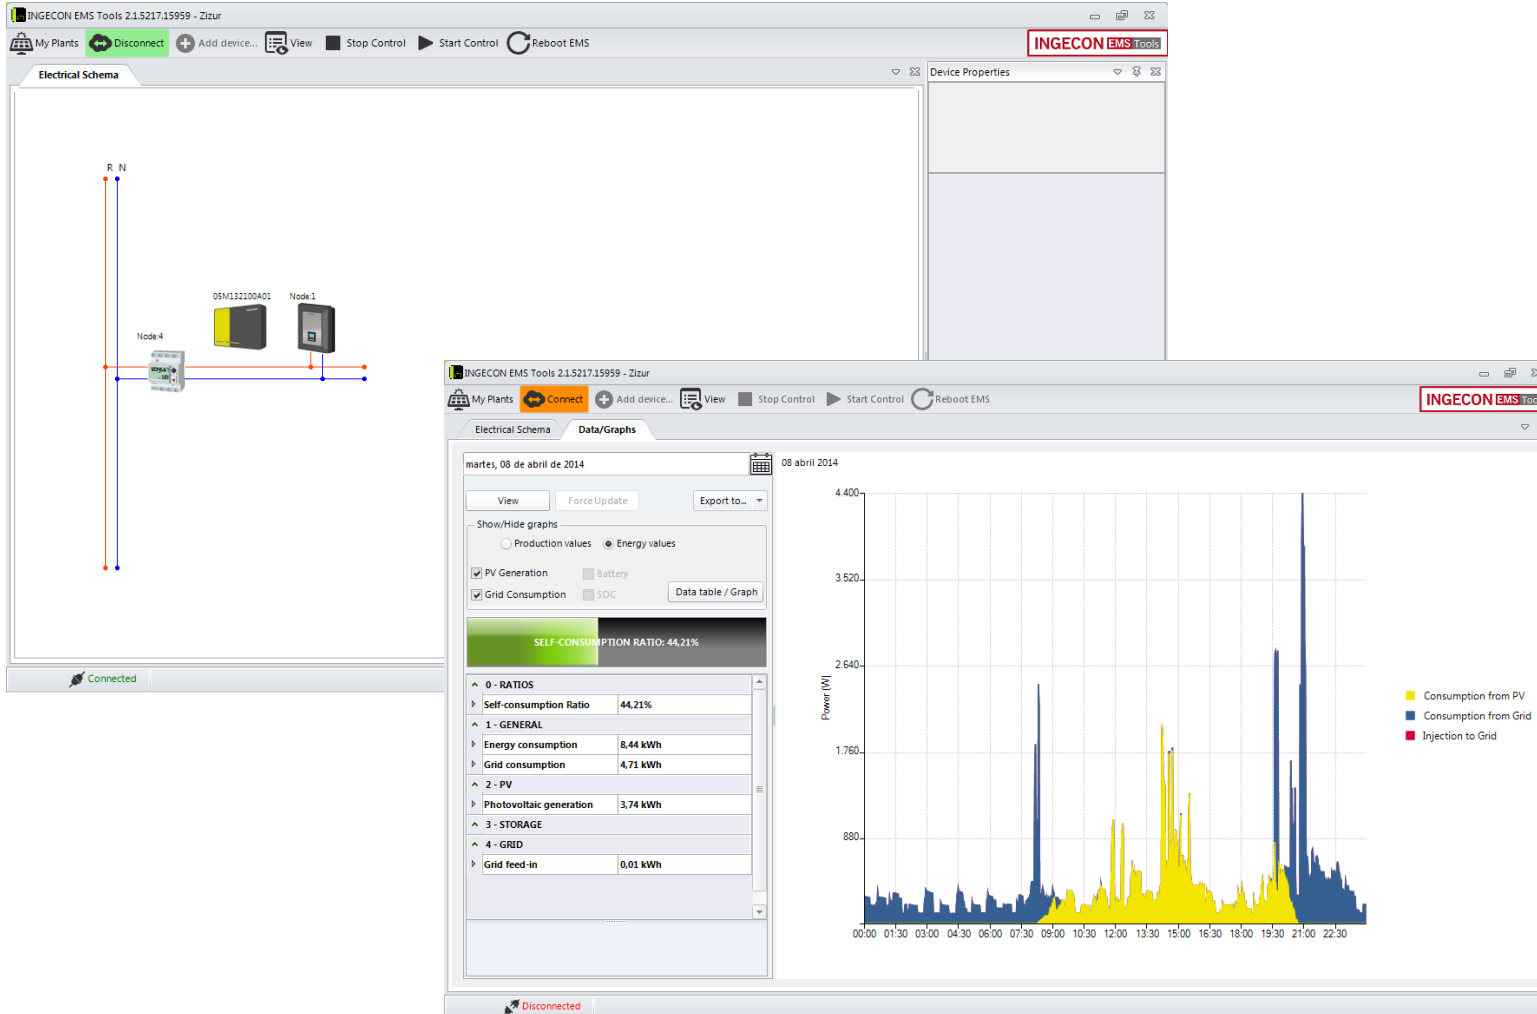 INGECON EMS Tools 2.1.5217.15959 - Zizur
My Plants Disconnect Add device... View Stop Control Start Control Reboot EMS
INGECON EMS Tools
Electrical Schema
Device Properties
R N
05M132100A01 Node:1
Node:4
Connected
INGECON EMS Tools 2.1.5217.15959 - Zizur
My Plants Connect Add device... View Stop Control Start Control Reboot EMS
INGECON EMS Too
Electrical Schema Data/Graphs
martes, 08 de abril de 2014
View Force Update Export to...
Show/Hide graphs
Production values Energy values
PV Generation Battery
Grid Consumption SOC
Data table / Graph
SELF-CONSUMPTION RATIO: 44,21%
0 - RATIOS
Self-consumption Ratio 44,21%
1 - GENERAL
Energy consumption 8,44 kWh
Grid consumption 4,71 kWh
2 - PV
Photovoltaic generation 3,74 kWh
3 - STORAGE
4 - GRID
Grid feed-in 0,01 kWh
08 abril 2014
4.400
3.520
2.640
1.760
880
Power (W)
00:00 01:30 03:00 04:30 06:00 07:30 09:00 10:30 12:00 13:30 15:00 16:30 18:00 19:30 21:00 22:30
Consumption from PV
Consumption from Grid
Injection to Grid
Disconnected